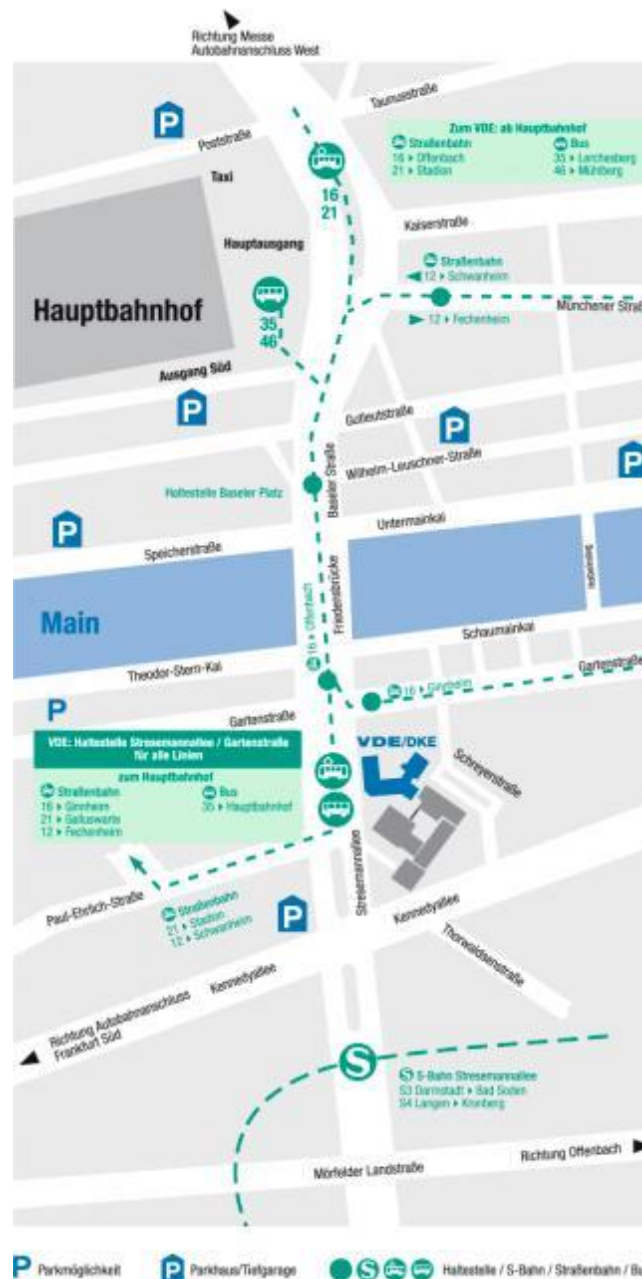 Richtung Messe
Autobahnanschluss West
Taunusstraße
P
Poststraße
Zum VDE: ab Hauptbahnhof
Straßenbahn
16 Offenbach
21 Stadion
Bus
35 Lerchesberg
46 Mühlberg
Taxi
16
21
Kaiserstraße
Hauptausgang
Straßenbahn
12 Schwanheim
Hauptbahnhof
35
46
12 Fechenheim
Münchener
Ausgang Süd
P
Gutleutstraße
P
Baseler Straße
Wilhelm-Leuschner-Straße
P
Haltestelle Baseler Platz
Untermainkai
P
Speicherstraße
Main
16 Offenbach
Friedensbrücke
Holbeinsteg
Schaumainkai
Theodor-Stern-Kai
Gartenstraße
16 Ginnheim
P
Gartenstraße
VDE: Haltestelle Stresemannallee / Gartenstraße
für alle Linien
zum Hauptbahnhof
Straßenbahn
16 Ginnheim
21 Galluswarte
12 Fechenheim
Bus
35 Hauptbahnhof
VDE/DKE
Schreyerstraße
Stresemannallee
Paul-Ehrlich-Straße
Straßenbahn
21 Stadion
12 Schwanheim
P
Kennedyallee
Thorwaldsenstraße
Kennedyallee
Richtung Autobahnanschluss
Frankfurt Süd
S
S S-Bahn Stresemannallee
S3 Darmstadt Bad Soden
S4 Langen Kronberg
Richtung Offenbach
Mörfelder Landstraße
P Parkmöglichkeit
P Parkhaus/Tiefgarage
S Haltestelle / S-Bahn / Straßenbahn /